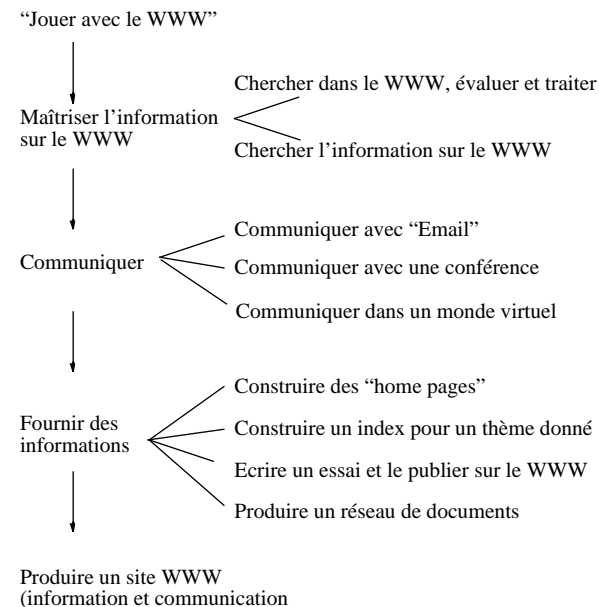 “Jouer avec le WWW”
Chercher dans le WWW, évaluer et traiter
Maîtriser l’information
sur le WWW
Chercher l’information sur le WWW
Communiquer avec “Email”
Communiquer
Communiquer avec une conférence
Communiquer dans un monde virtuel
Construire des “home pages”
Fournir des
informations
Construire un index pour un thème donné
Ecrire un essai et le publier sur le WWW
Produire un réseau de documents
Produire un site WWW
(information et communication